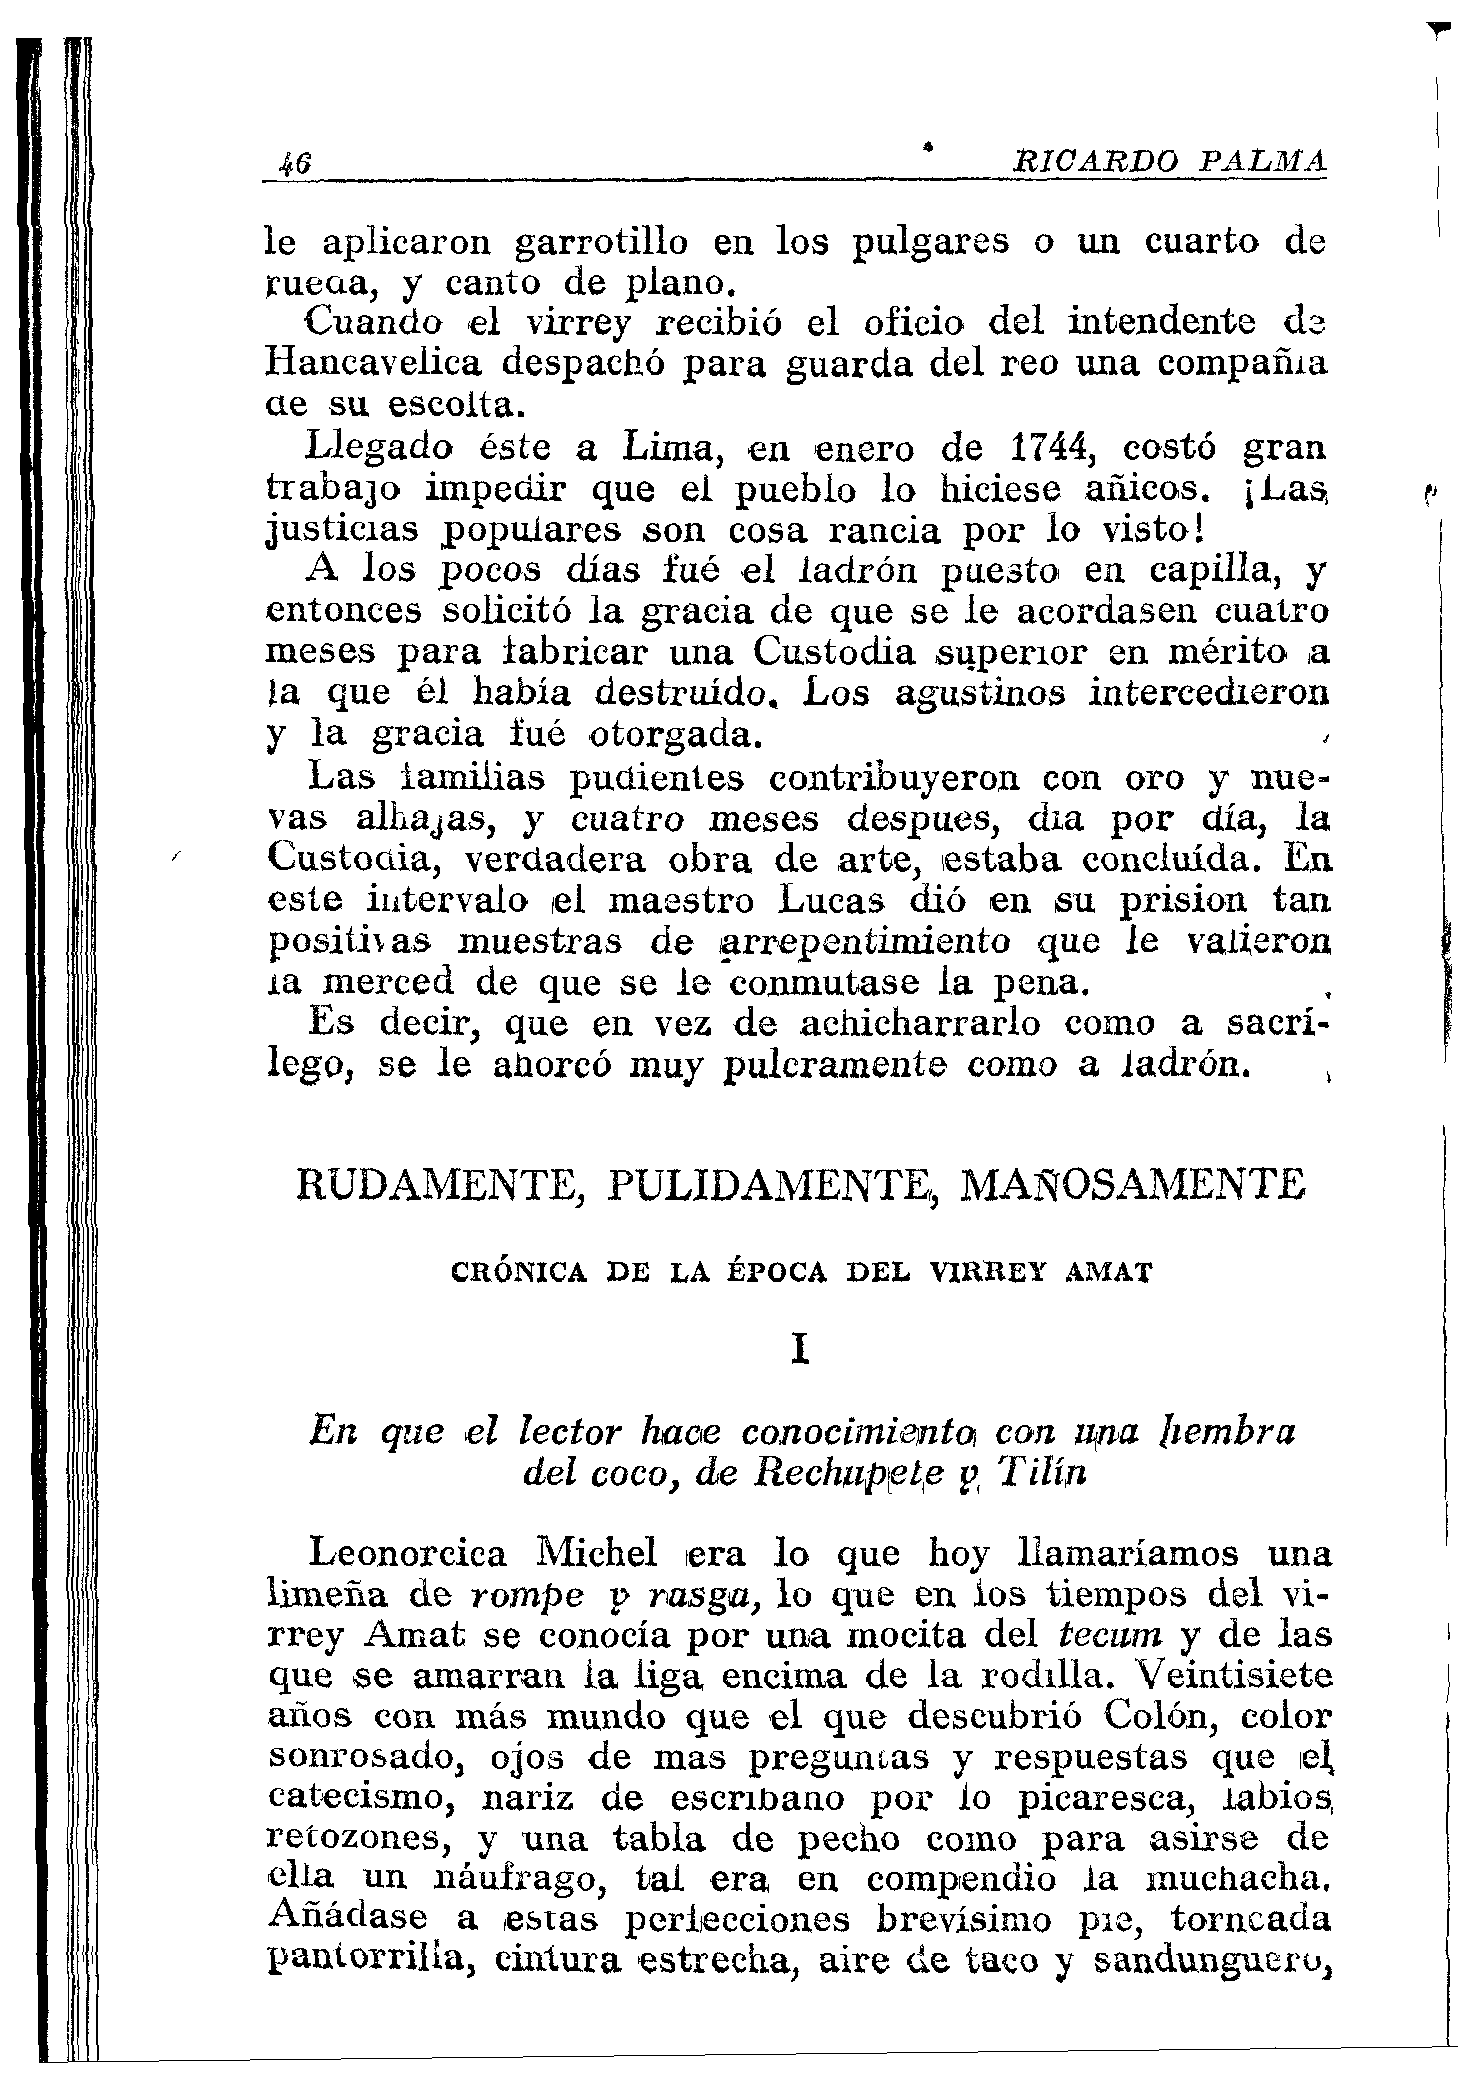 46 RICARDO PALMA
le aplicaron garrotillo en los pulgares o un cuarto de
rueda, y canto de plano.
Cuando el virrey recibió el oficio del intendente de
Hancavelica despachó para guarda del reo una compañia
de su escolta.
Llegado éste a Lima, en enero de 1744, costó gran
trabajo impedir que el pueblo lo hiciese añicos. ¡Las
justicias populares son cosa rancia por lo visto!
A los pocos días fué el ladrón puesto en capilla, y
entonces solicitó la gracia de que se le acordasen cuatro
meses para fabricar una Custodia superior en mérito a
la que él había destruído. Los agustinos intercedieron
y la gracia fué otorgada.
Las familias pudientes contribuyeron con oro y nue-
vas alhajas, y cuatro meses despues, dia por día, la
Custodia, verdadera obra de arte, estaba concluída. En
este intervalo el maestro Lucas dió en su prision tan
positivas muestras de arrepentimiento que le valieron
la merced de que se le conmutase la pena.
Es decir, que en vez de achicharrarlo como a sacrí-
lego, se le ahorcó muy pulcramente como a ladrón.
RUDAMENTE, PULIDAMENTE, MAÑOSAMENTE
CRÓNICA DE LA ÉPOCA DEL VIRREY AMAT
I
En que el lector hace conocimiento con una hembra
del coco, de Rechupete y Tilín
Leonorcica Michel era lo que hoy llamaríamos una
limeña de rompe y rasga, lo que en los tiempos del vi-
rrey Amat se conocía por una mocita del tecum y de las
que se amarran la liga encima de la rodilla. Veintisiete
años con más mundo que el que descubrió Colón, color
sonrosado, ojos de mas preguntas y respuestas que el
catecismo, nariz de escribano por lo picaresca, labios
retozones, y una tabla de pecho como para asirse de
ella un náufrago, tal era en compendio la muchacha.
Añádase a estas perfecciones brevísimo pie, torneada
pantorrilla, cintura estrecha, aire de taco y sandunguero,